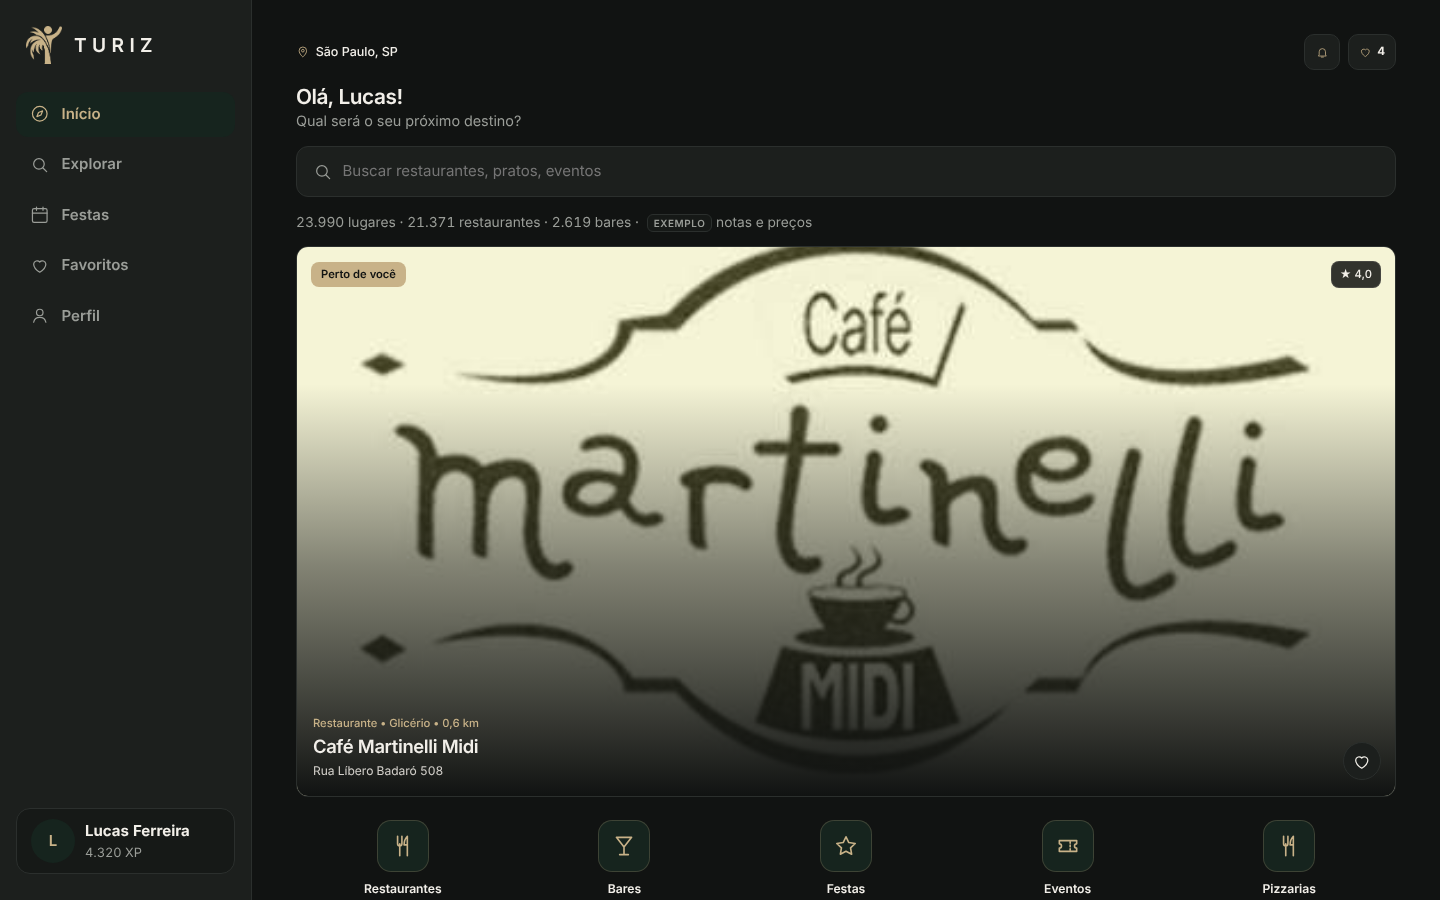 TURIZ
Início
Explorar
Festas
Favoritos
Perfil
Lucas Ferreira
L
4.320 XP
São Paulo, SP
4
Olá, Lucas!
Qual será o seu próximo destino?
Buscar restaurantes, pratos, eventos
23.990 lugares · 21.371 restaurantes · 2.619 bares · EXEMPLO notas e preços
Perto de você
★ 4,0
Café
martinelli
MIDI
Restaurante • Glicério • 0,6 km
Café Martinelli Midi
Rua Líbero Badaró 508
Restaurantes
Bares
Festas
Eventos
Pizzarias